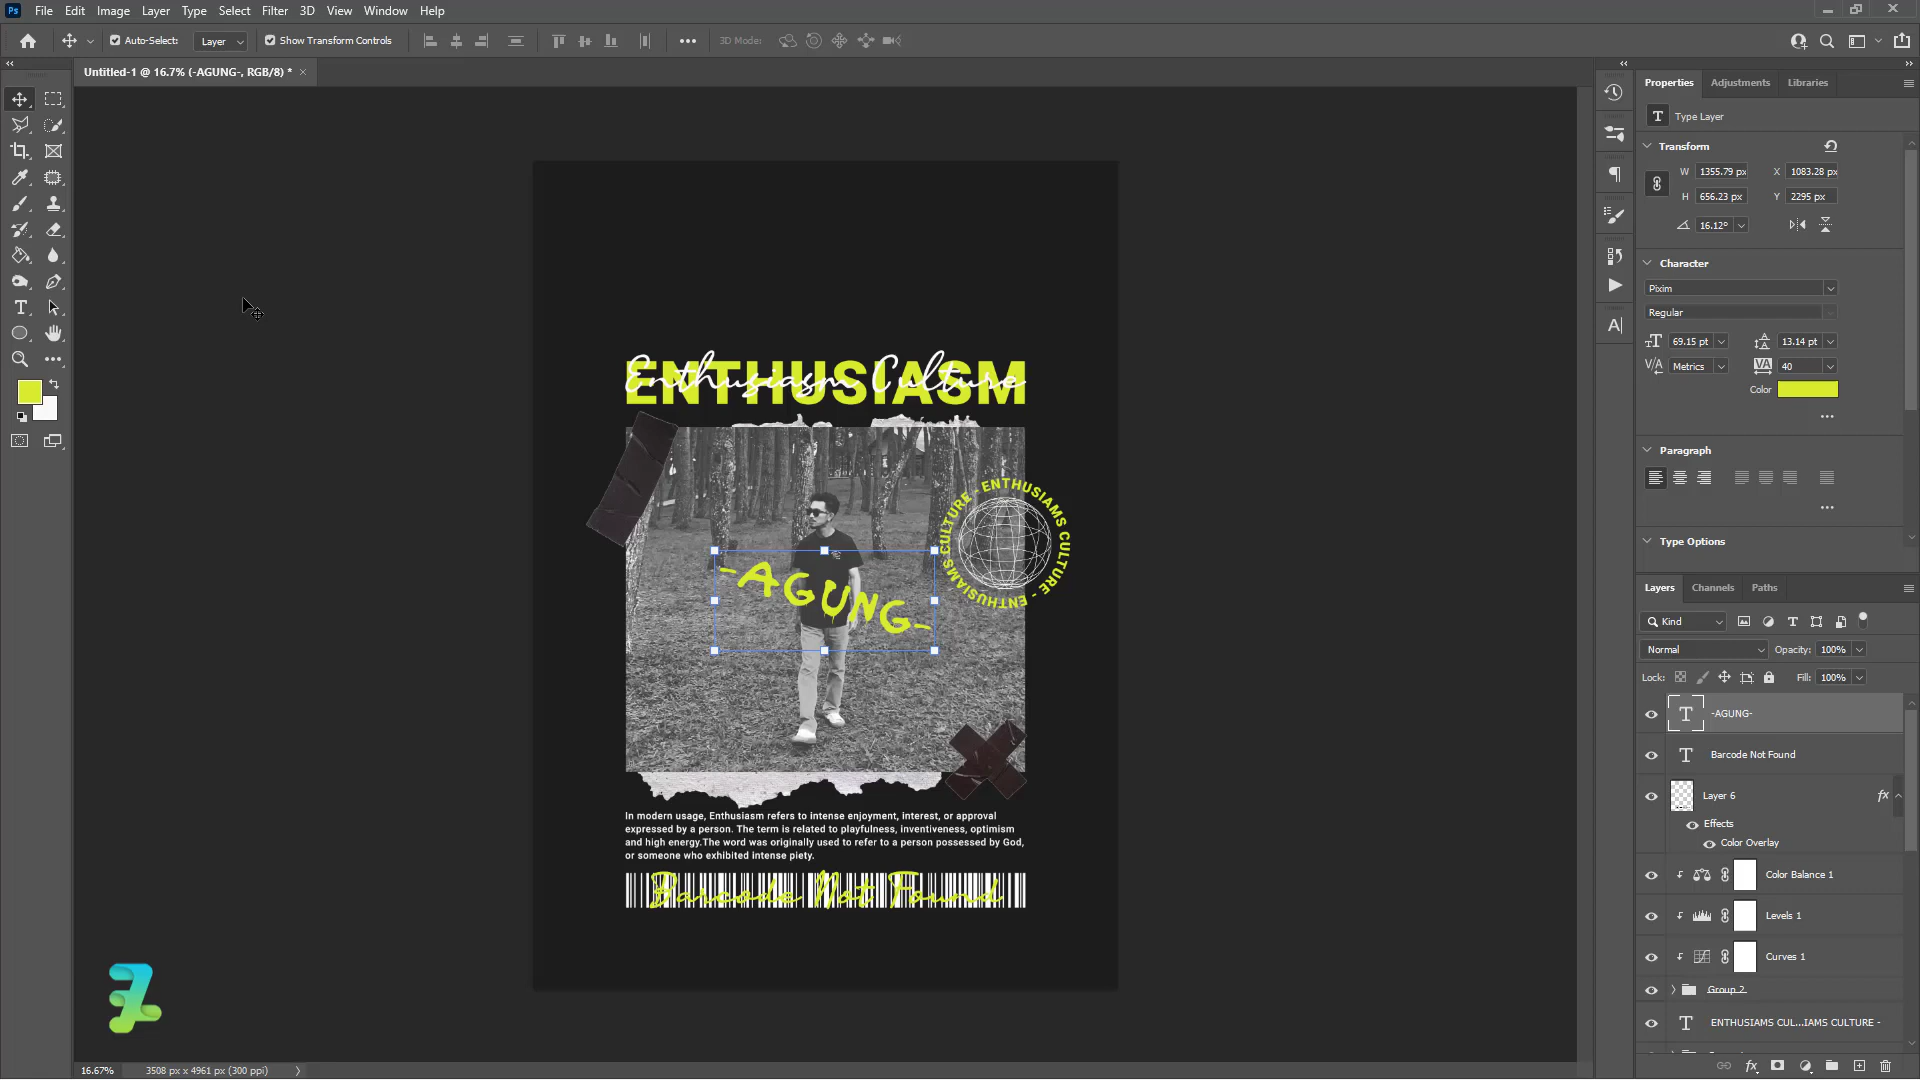 File Edit Image Layer Type Select Filter 3D View Window Help
Auto-Select: Layer Show Transform Controls 3D Mode:
Untitled-1 @ 16.7% (-AGUNG-, RGB/8) *
Properties Adjustments Libraries
Type Layer
Transform
W 1355.79 px X 1083.28 px
H 656.23 px Y 2295 px
16.12°
Character
Pixim
Regular
69.15 pt 13.14 pt
Metrics 40
Color
Paragraph
Type Options
Layers Channels Paths
Kind
Normal Opacity: 100%
Lock: Fill: 100%
-AGUNG-
Barcode Not Found
Layer 6 fx
Effects
Color Overlay
Color Balance 1
Levels 1
Curves 1
Group 2
ENTHUSIAMS CUL...IAMS CULTURE -
ENTHUSIASM
Enthusiasm Culture
CULTURE - ENTHUSIAMS CULTURE - ENTHUSIAMS
-AGUNG-
In modern usage, Enthusiasm refers to intense enjoyment, interest, or approval
expressed by a person. The term is related to playfulness, inventiveness, optimism
and high energy.The word was originally used to refer to a person possessed by God,
or someone who exhibited intense piety.
Barcode Not Found
16.67% 3508 px x 4961 px (300 ppi)